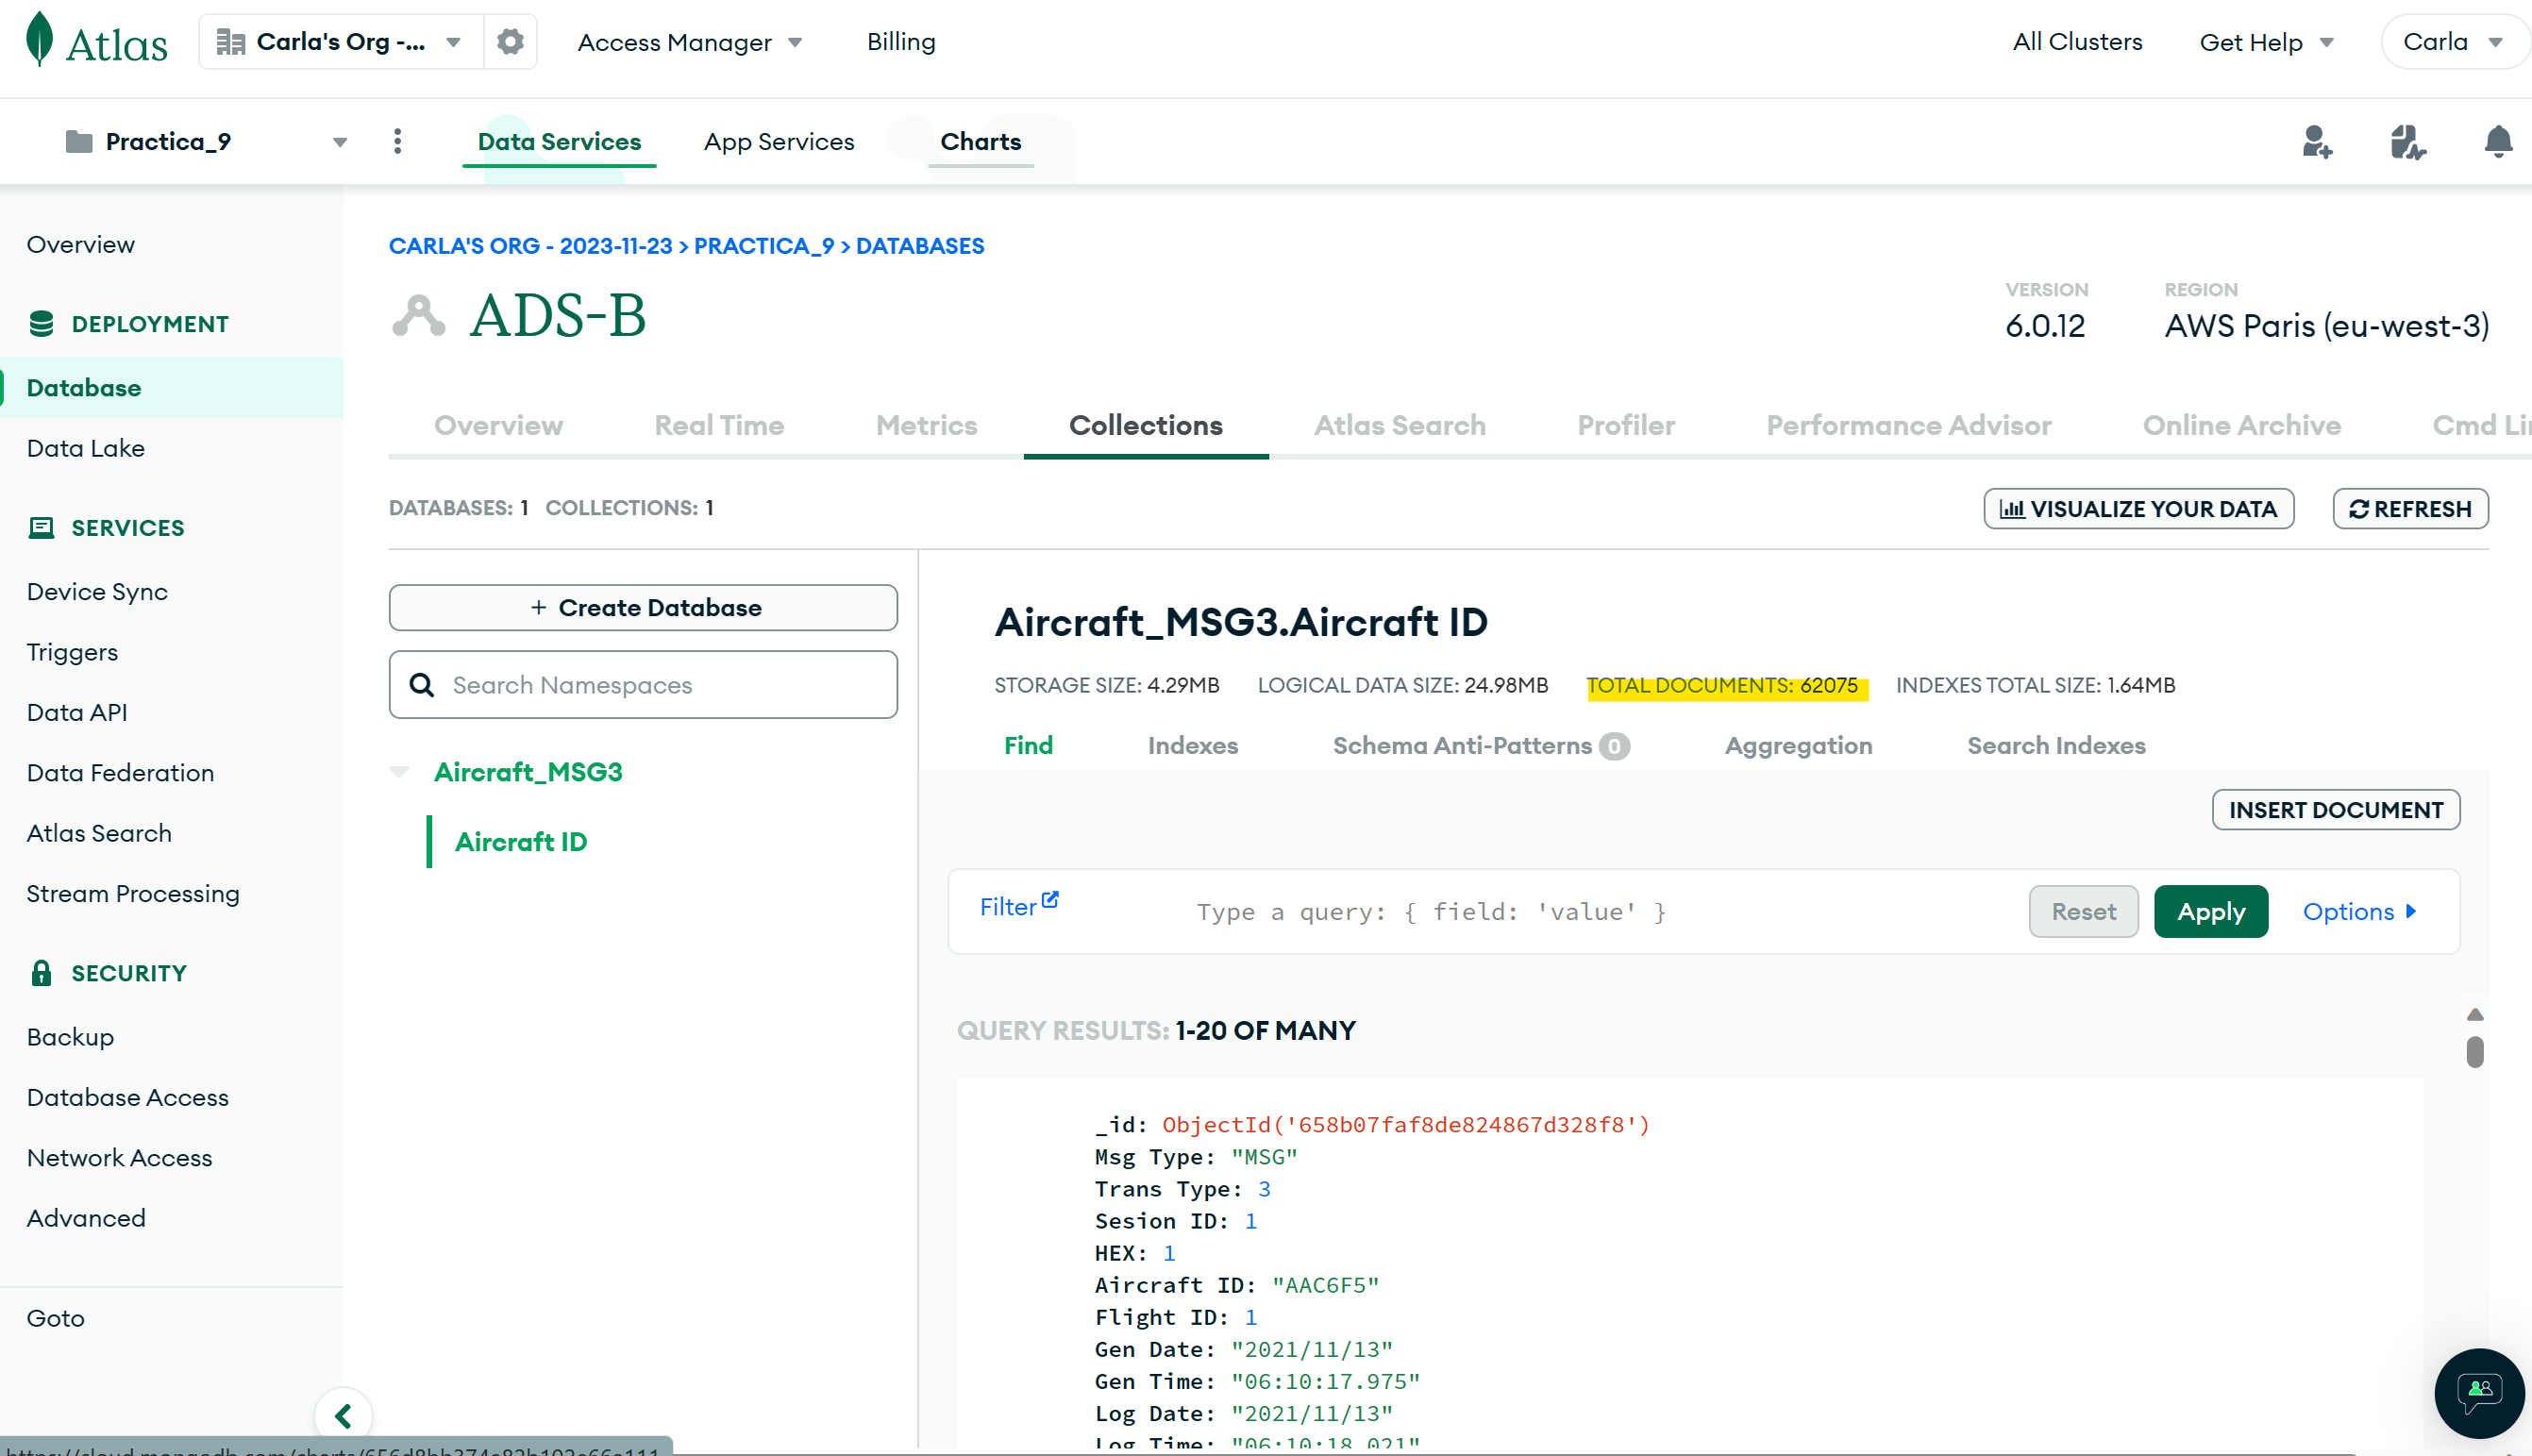 Atlas
Carla's Org -...
Access Manager
Billing
All Clusters
Get Help
Carla
Practica_9
Data Services
App Services
Charts
Overview
DEPLOYMENT
Database
Data Lake
SERVICES
Device Sync
Triggers
Data API
Data Federation
Atlas Search
Stream Processing
SECURITY
Backup
Database Access
Network Access
Advanced
Goto
CARLA'S ORG - 2023-11-23 > PRACTICA_9 > DATABASES
ADS-B
VERSION
6.0.12
REGION
AWS Paris (eu-west-3)
Overview
Real Time
Metrics
Collections
Atlas Search
Profiler
Performance Advisor
Online Archive
Cmd Li
DATABASES: 1 COLLECTIONS: 1
VISUALIZE YOUR DATA
REFRESH
+ Create Database
Search Namespaces
Aircraft_MSG3
Aircraft ID
Aircraft_MSG3.Aircraft ID
STORAGE SIZE: 4.29MB LOGICAL DATA SIZE: 24.98MB TOTAL DOCUMENTS: 62075 INDEXES TOTAL SIZE: 1.64MB
Find
Indexes
Schema Anti-Patterns 0
Aggregation
Search Indexes
INSERT DOCUMENT
Filter
Type a query: { field: 'value' }
Reset
Apply
Options
QUERY RESULTS: 1-20 OF MANY
_id: ObjectId('658b07faf8de824867d328f8')
Msg Type: "MSG"
Trans Type: 3
Sesion ID: 1
HEX: 1
Aircraft ID: "AAC6F5"
Flight ID: 1
Gen Date: "2021/11/13"
Gen Time: "06:10:17.975"
Log Date: "2021/11/13"
Log Time: "06:10:18.021"